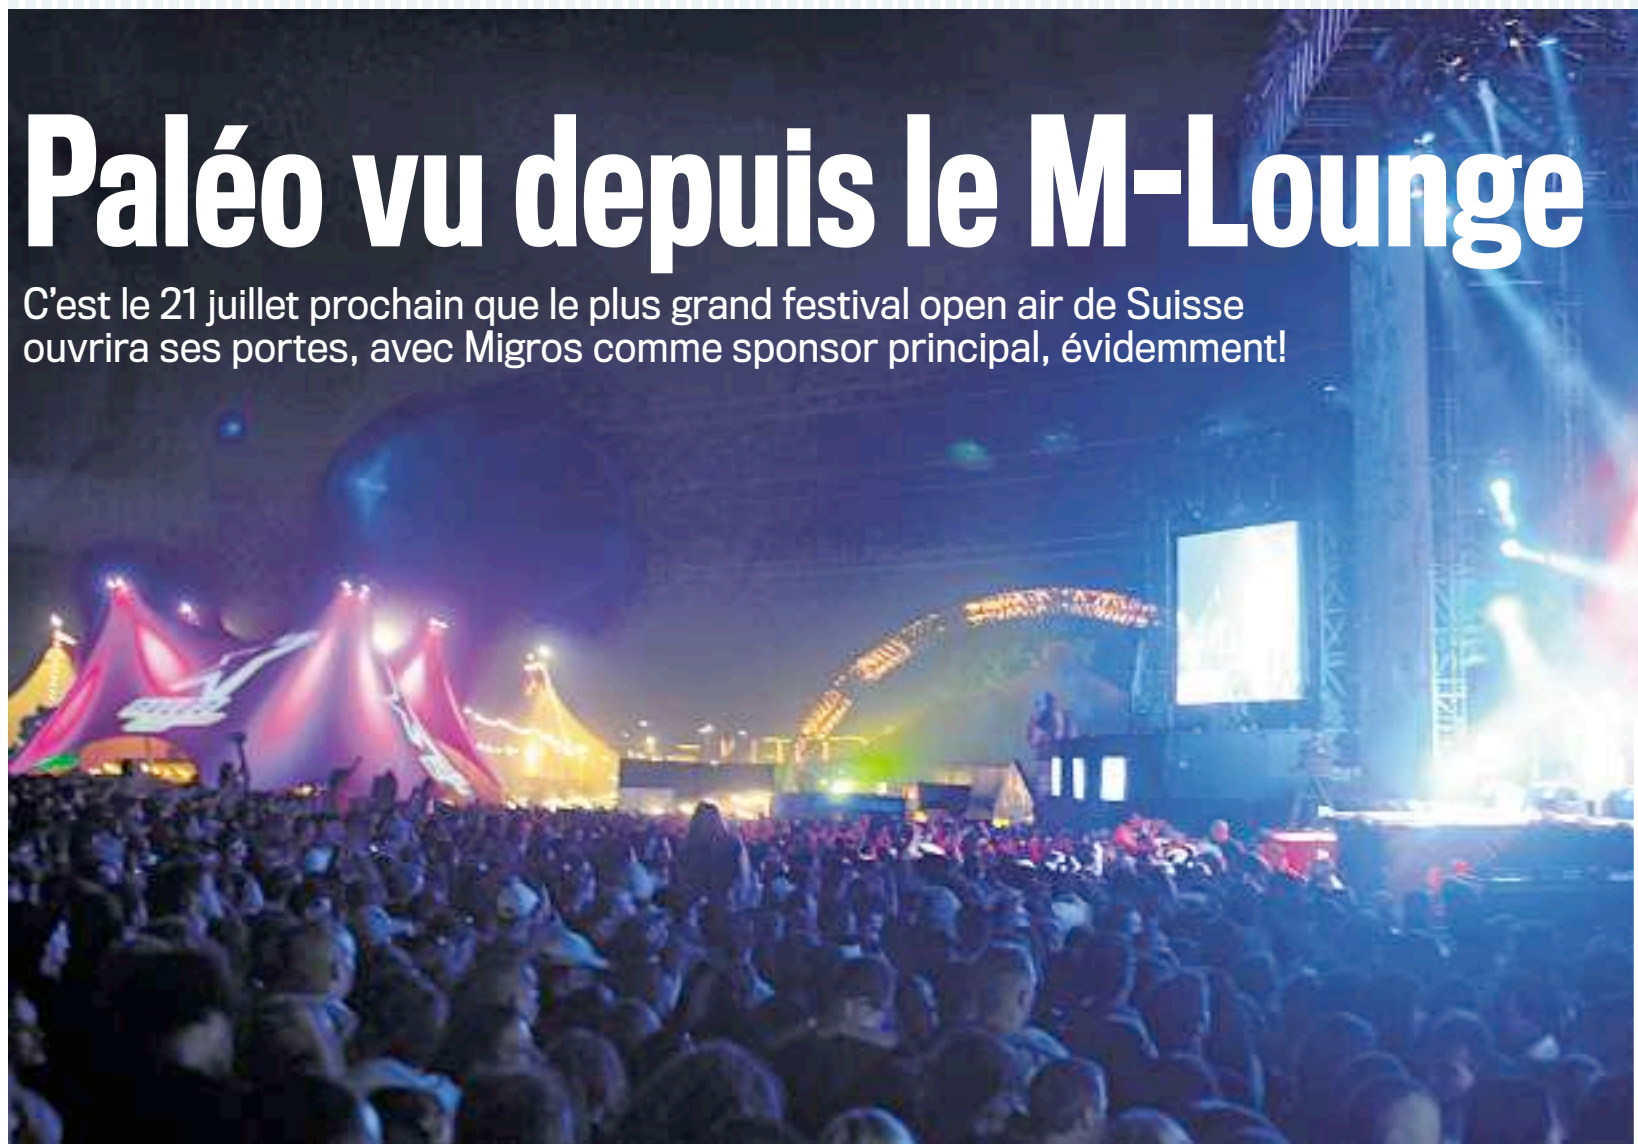 Paléo vu depuis le M-Lounge
C'est le 21 juillet prochain que le plus grand festival open air de Suisse
ouvrira ses portes, avec Migros comme sponsor principal, évidemment!